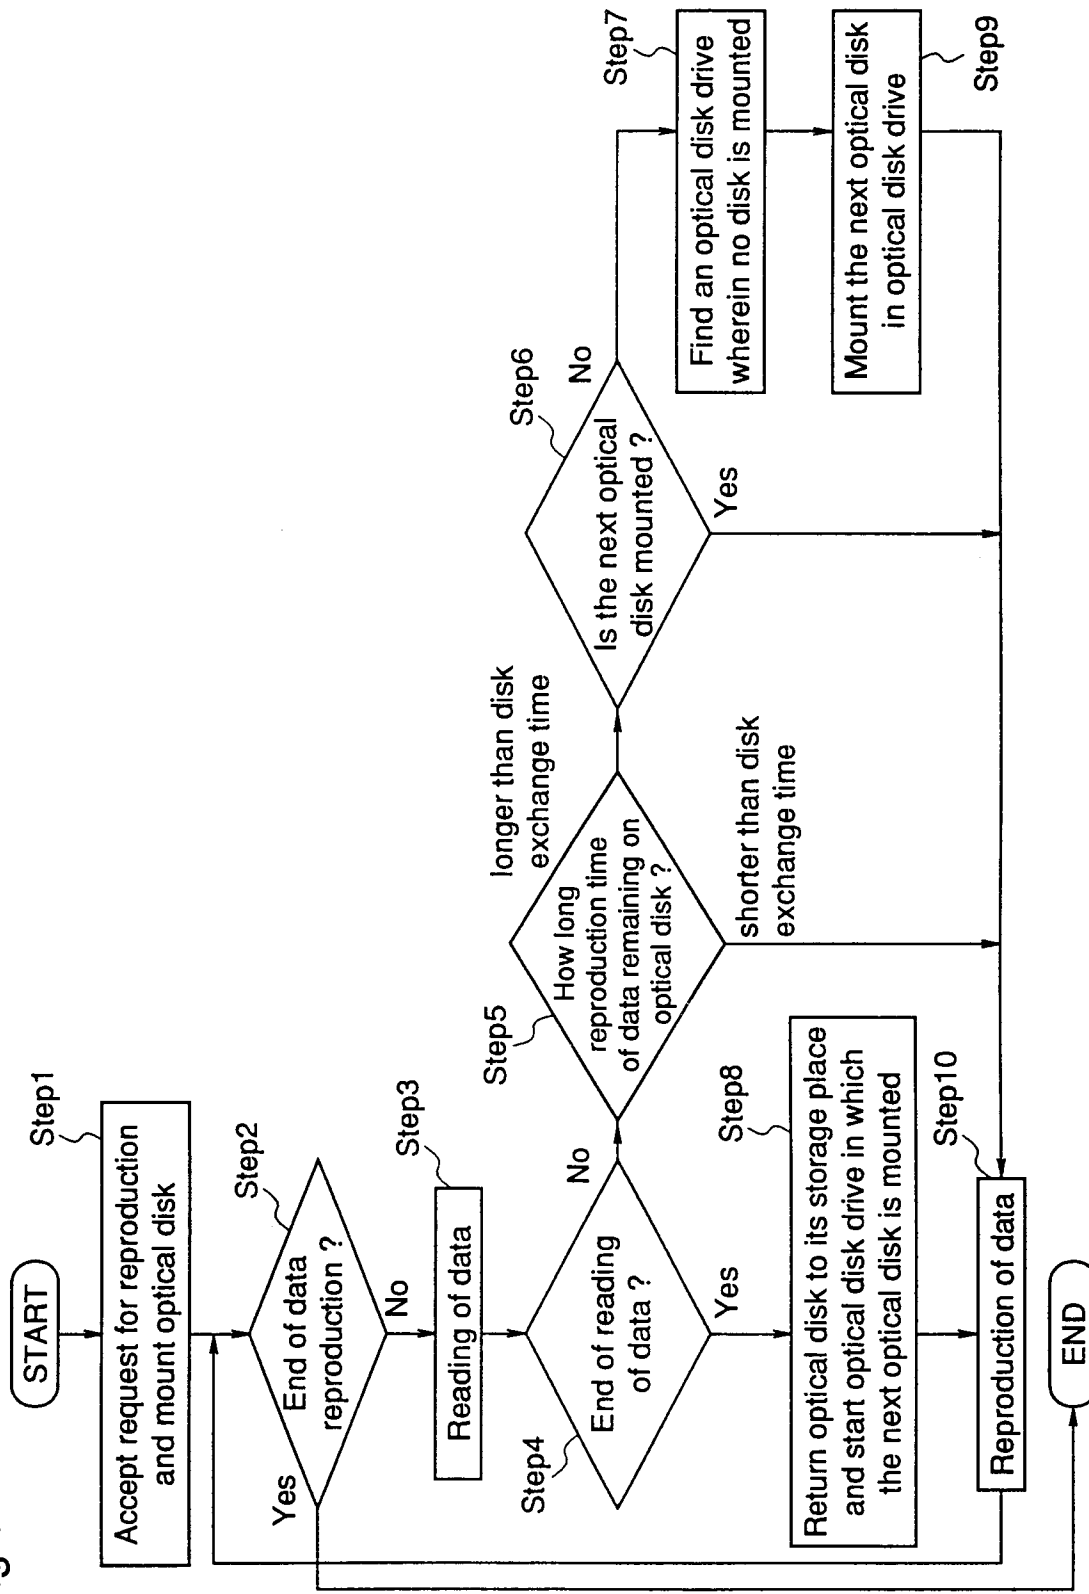 START
Step1
Accept request for reproduction
and mount optical disk
Step2
End of data
reproduction ?
Yes
No
Step3
Reading of data
Step4
End of reading
of data ?
No
Yes
Step5
How long
reproduction time
of data remaining on
optical disk ?
longer than disk
exchange time
shorter than disk
exchange time
Step6
Is the next optical
disk mounted ?
No
Yes
Step7
Find an optical disk drive
wherein no disk is mounted
Step8
Return optical disk to its storage place
and start optical disk drive in which
the next optical disk is mounted
Mount the next optical disk
in optical disk drive
Step9
Step10
Reproduction of data
END